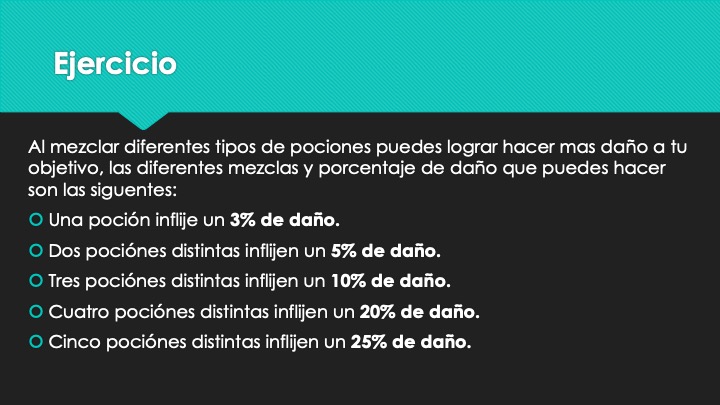 Ejercicio
Al mezclar diferentes tipos de pociones puedes lograr hacer mas daño a tu
objetivo, las diferentes mezclas y porcentaje de daño que puedes hacer
son las siguentes:
Una poción inflije un 3% de daño.
Dos pociónes distintas inflijen un 5% de daño.
Tres pociónes distintas inflijen un 10% de daño.
Cuatro pociónes distintas inflijen un 20% de daño.
Cinco pociónes distintas inflijen un 25% de daño.